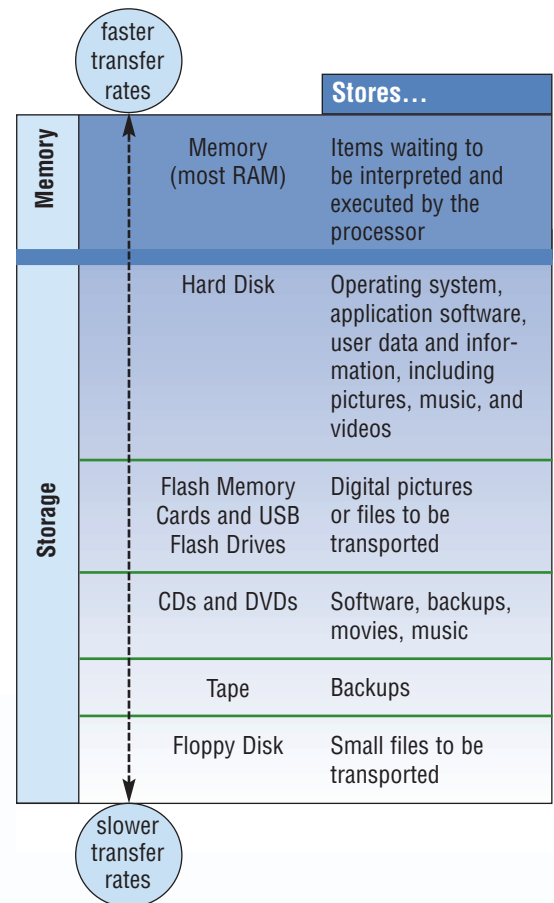 faster
transfer
rates
Stores…
Memory
Memory
(most RAM)
Items waiting to
be interpreted and
executed by the
processor
Storage
Hard Disk
Operating system,
application software,
user data and infor-
mation, including
pictures, music, and
videos
Flash Memory
Cards and USB
Flash Drives
Digital pictures
or files to be
transported
CDs and DVDs
Software, backups,
movies, music
Tape
Backups
Floppy Disk
Small files to be
transported
slower
transfer
rates